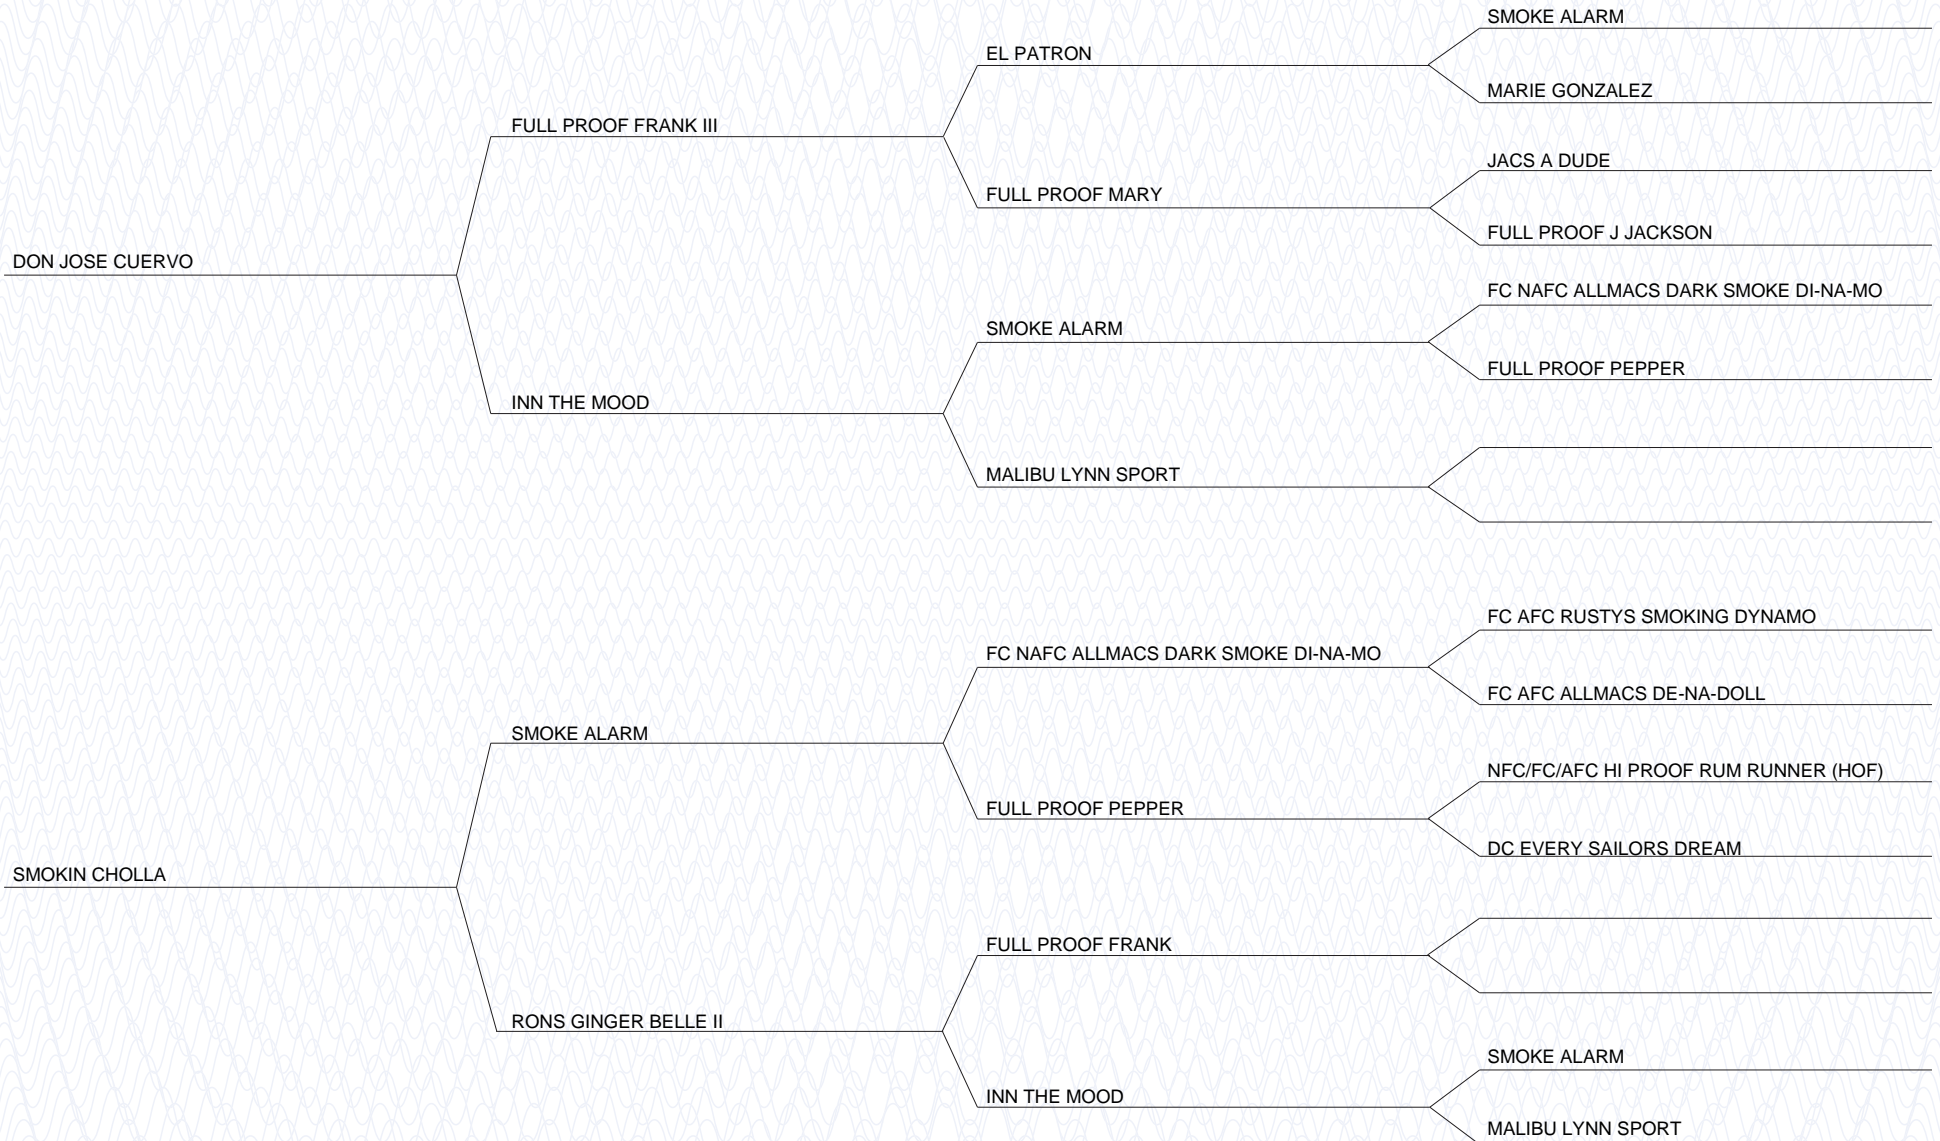 SMOKE ALARM
EL PATRON
MARIE GONZALEZ
FULL PROOF FRANK III
JACS A DUDE
FULL PROOF MARY
FULL PROOF J JACKSON
DON JOSE CUERVO
FC NAFC ALLMACS DARK SMOKE DI-NA-MO
SMOKE ALARM
FULL PROOF PEPPER
INN THE MOOD
MALIBU LYNN SPORT
FC AFC RUSTYS SMOKING DYNAMO
FC NAFC ALLMACS DARK SMOKE DI-NA-MO
FC AFC ALLMACS DE-NA-DOLL
SMOKE ALARM
NFC/FC/AFC HI PROOF RUM RUNNER (HOF)
FULL PROOF PEPPER
DC EVERY SAILORS DREAM
SMOKIN CHOLLA
FULL PROOF FRANK
RONS GINGER BELLE II
SMOKE ALARM
INN THE MOOD
MALIBU LYNN SPORT